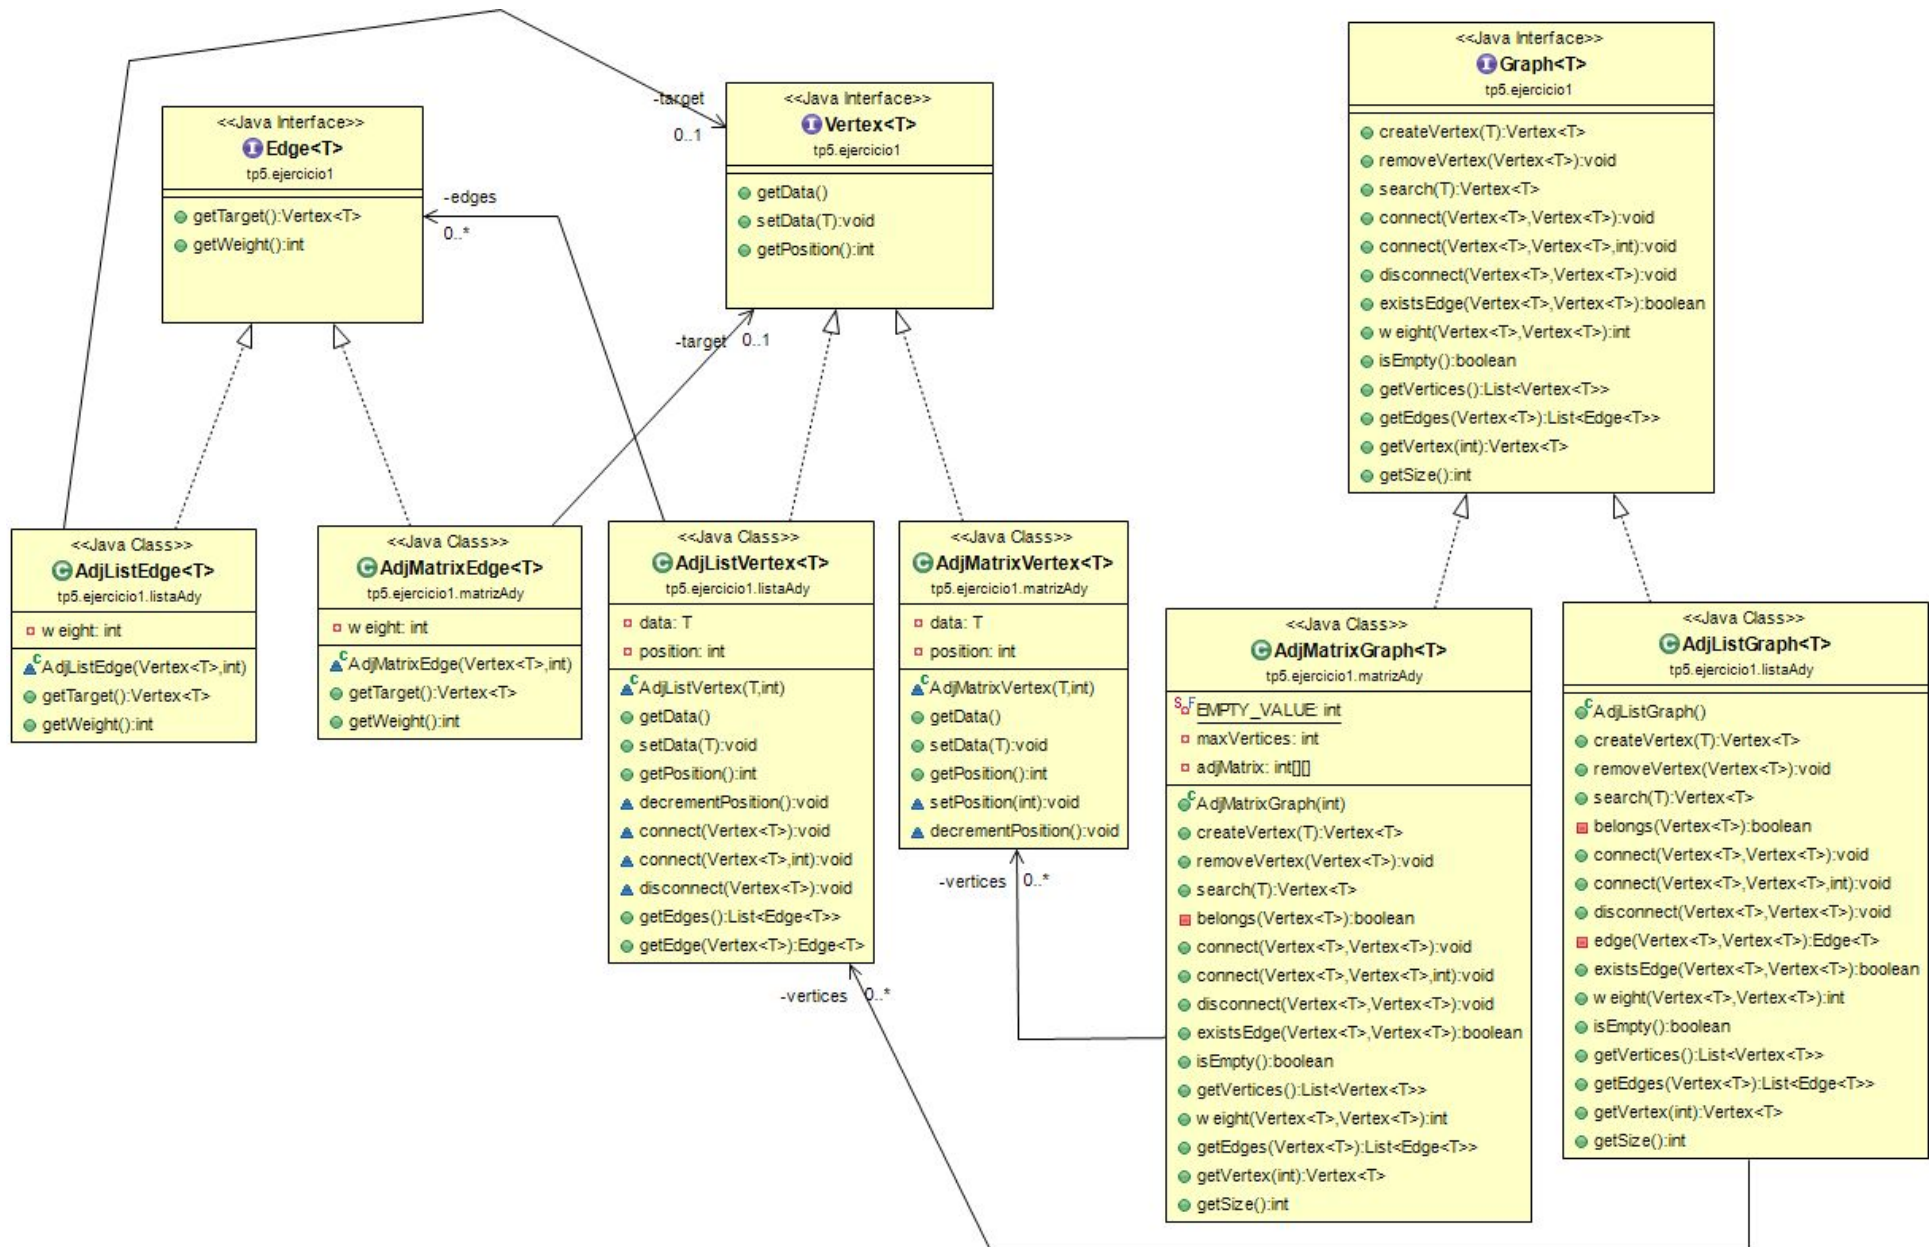 <<Java Interface>>
Edge<T>
tp5.ejercicio1
getTarget():Vertex<T>
getWeight():int
-edges
0..*
-target
0..1
<<Java Interface>>
Vertex<T>
tp5.ejercicio1
getData()
setData(T):void
getPosition():int
-target 0..1
<<Java Interface>>
Graph<T>
tp5.ejercicio1
createVertex(T):Vertex<T>
removeVertex(Vertex<T>):void
search(T):Vertex<T>
connect(Vertex<T>,Vertex<T>):void
connect(Vertex<T>,Vertex<T>,int):void
disconnect(Vertex<T>,Vertex<T>):void
existsEdge(Vertex<T>,Vertex<T>):boolean
w eight(Vertex<T>,Vertex<T>):int
isEmpty():boolean
getVertices():List<Vertex<T>>
getEdges(Vertex<T>):List<Edge<T>>
getVertex(int):Vertex<T>
getSize():int
<<Java Class>>
AdjListEdge<T>
tp5.ejercicio1.listaAdy
w eight: int
AdjListEdge(Vertex<T>,int)
getTarget():Vertex<T>
getWeight():int
<<Java Class>>
AdjMatrixEdge<T>
tp5.ejercicio1.matrizAdy
w eight: int
AdjMatrixEdge(Vertex<T>,int)
getTarget():Vertex<T>
getWeight():int
<<Java Class>>
AdjListVertex<T>
tp5.ejercicio1.listaAdy
data: T
position: int
AdjListVertex(T,int)
getData()
setData(T):void
getPosition():int
decrementPosition():void
connect(Vertex<T>):void
connect(Vertex<T>,int):void
disconnect(Vertex<T>):void
getEdges():List<Edge<T>>
getEdge(Vertex<T>):Edge<T>
-vertices 0..*
<<Java Class>>
AdjMatrixVertex<T>
tp5.ejercicio1.matrizAdy
data: T
position: int
AdjMatrixVertex(T,int)
getData()
setData(T):void
getPosition():int
setPosition(int):void
decrementPosition():void
-vertices 0..*
<<Java Class>>
AdjMatrixGraph<T>
tp5.ejercicio1.matrizAdy
EMPTY_VALUE: int
maxVertices: int
adjMatrix: int[][]
AdjMatrixGraph(int)
createVertex(T):Vertex<T>
removeVertex(Vertex<T>):void
search(T):Vertex<T>
belongs(Vertex<T>):boolean
connect(Vertex<T>,Vertex<T>):void
connect(Vertex<T>,Vertex<T>,int):void
disconnect(Vertex<T>,Vertex<T>):void
existsEdge(Vertex<T>,Vertex<T>):boolean
isEmpty():boolean
getVertices():List<Vertex<T>>
w eight(Vertex<T>,Vertex<T>):int
getEdges(Vertex<T>):List<Edge<T>>
getVertex(int):Vertex<T>
getSize():int
<<Java Class>>
AdjListGraph<T>
tp5.ejercicio1.listaAdy
AdjListGraph()
createVertex(T):Vertex<T>
removeVertex(Vertex<T>):void
search(T):Vertex<T>
belongs(Vertex<T>):boolean
connect(Vertex<T>,Vertex<T>):void
connect(Vertex<T>,Vertex<T>,int):void
disconnect(Vertex<T>,Vertex<T>):void
edge(Vertex<T>,Vertex<T>):Edge<T>
existsEdge(Vertex<T>,Vertex<T>):boolean
w eight(Vertex<T>,Vertex<T>):int
isEmpty():boolean
getVertices():List<Vertex<T>>
getEdges(Vertex<T>):List<Edge<T>>
getVertex(int):Vertex<T>
getSize():int